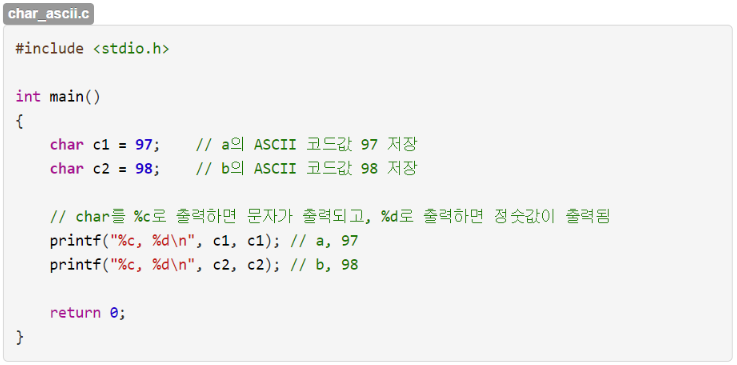 char_ascii.c
#include <stdio.h>
int main()
{
    char c1 = 97;    // a의 ASCII 코드값 97 저장
    char c2 = 98;    // b의 ASCII 코드값 98 저장
    // char를 %c로 출력하면 문자가 출력되고, %d로 출력하면 정숫값이 출력됨
    printf("%c, %d\n", c1, c1); // a, 97
    printf("%c, %d\n", c2, c2); // b, 98
    return 0;
}